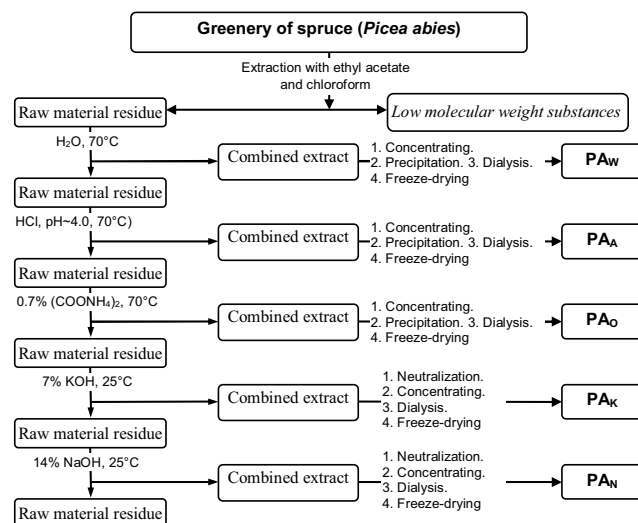 Greenery of spruce (Picea abies)
Extraction with ethyl acetate
and chloroform
Raw material residue
Low molecular weight substances
H₂O, 70°C
Combined extract
1. Concentrating.
2. Precipitation. 3. Dialysis.
4. Freeze-drying
PAW
Raw material residue
HCl, pH~4.0, 70°C)
Combined extract
1. Concentrating.
2. Precipitation. 3. Dialysis.
4. Freeze-drying
PAA
Raw material residue
0.7% (COONH₄)₂, 70°C
Combined extract
1. Concentrating.
2. Precipitation. 3. Dialysis.
4. Freeze-drying
PAO
Raw material residue
7% KOH, 25°C
Combined extract
1. Neutralization.
2. Concentrating.
3. Dialysis.
4. Freeze-drying
PAK
Raw material residue
14% NaOH, 25°C
Combined extract
1. Neutralization.
2. Concentrating.
3. Dialysis.
4. Freeze-drying
PAN
Raw material residue